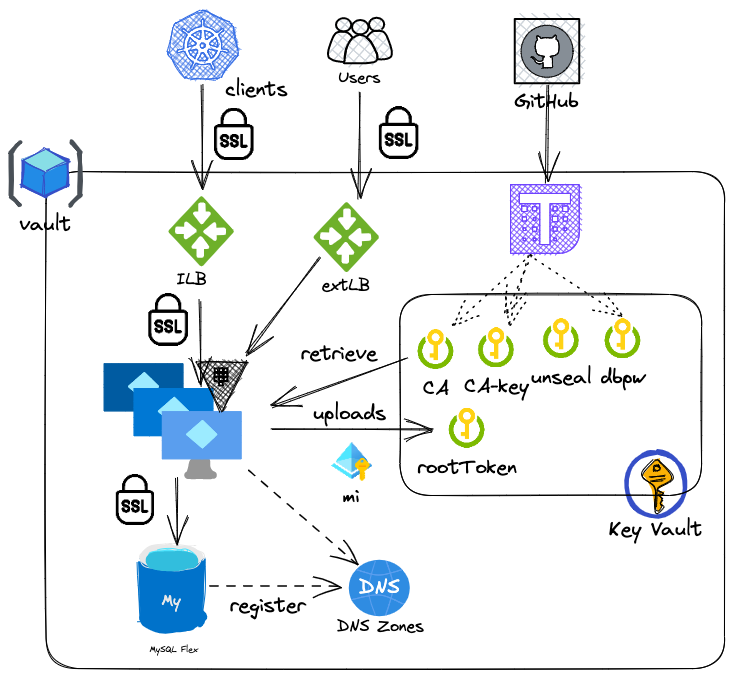 clients
Users
GitHub
SSL
SSL
vault
T
ILB
extLB
SSL
retrieve
CA
CA-key
unseal
dbpw
uploads
rootToken
mi
SSL
Key Vault
My
DNS
register
DNS Zones
MySQL Flex